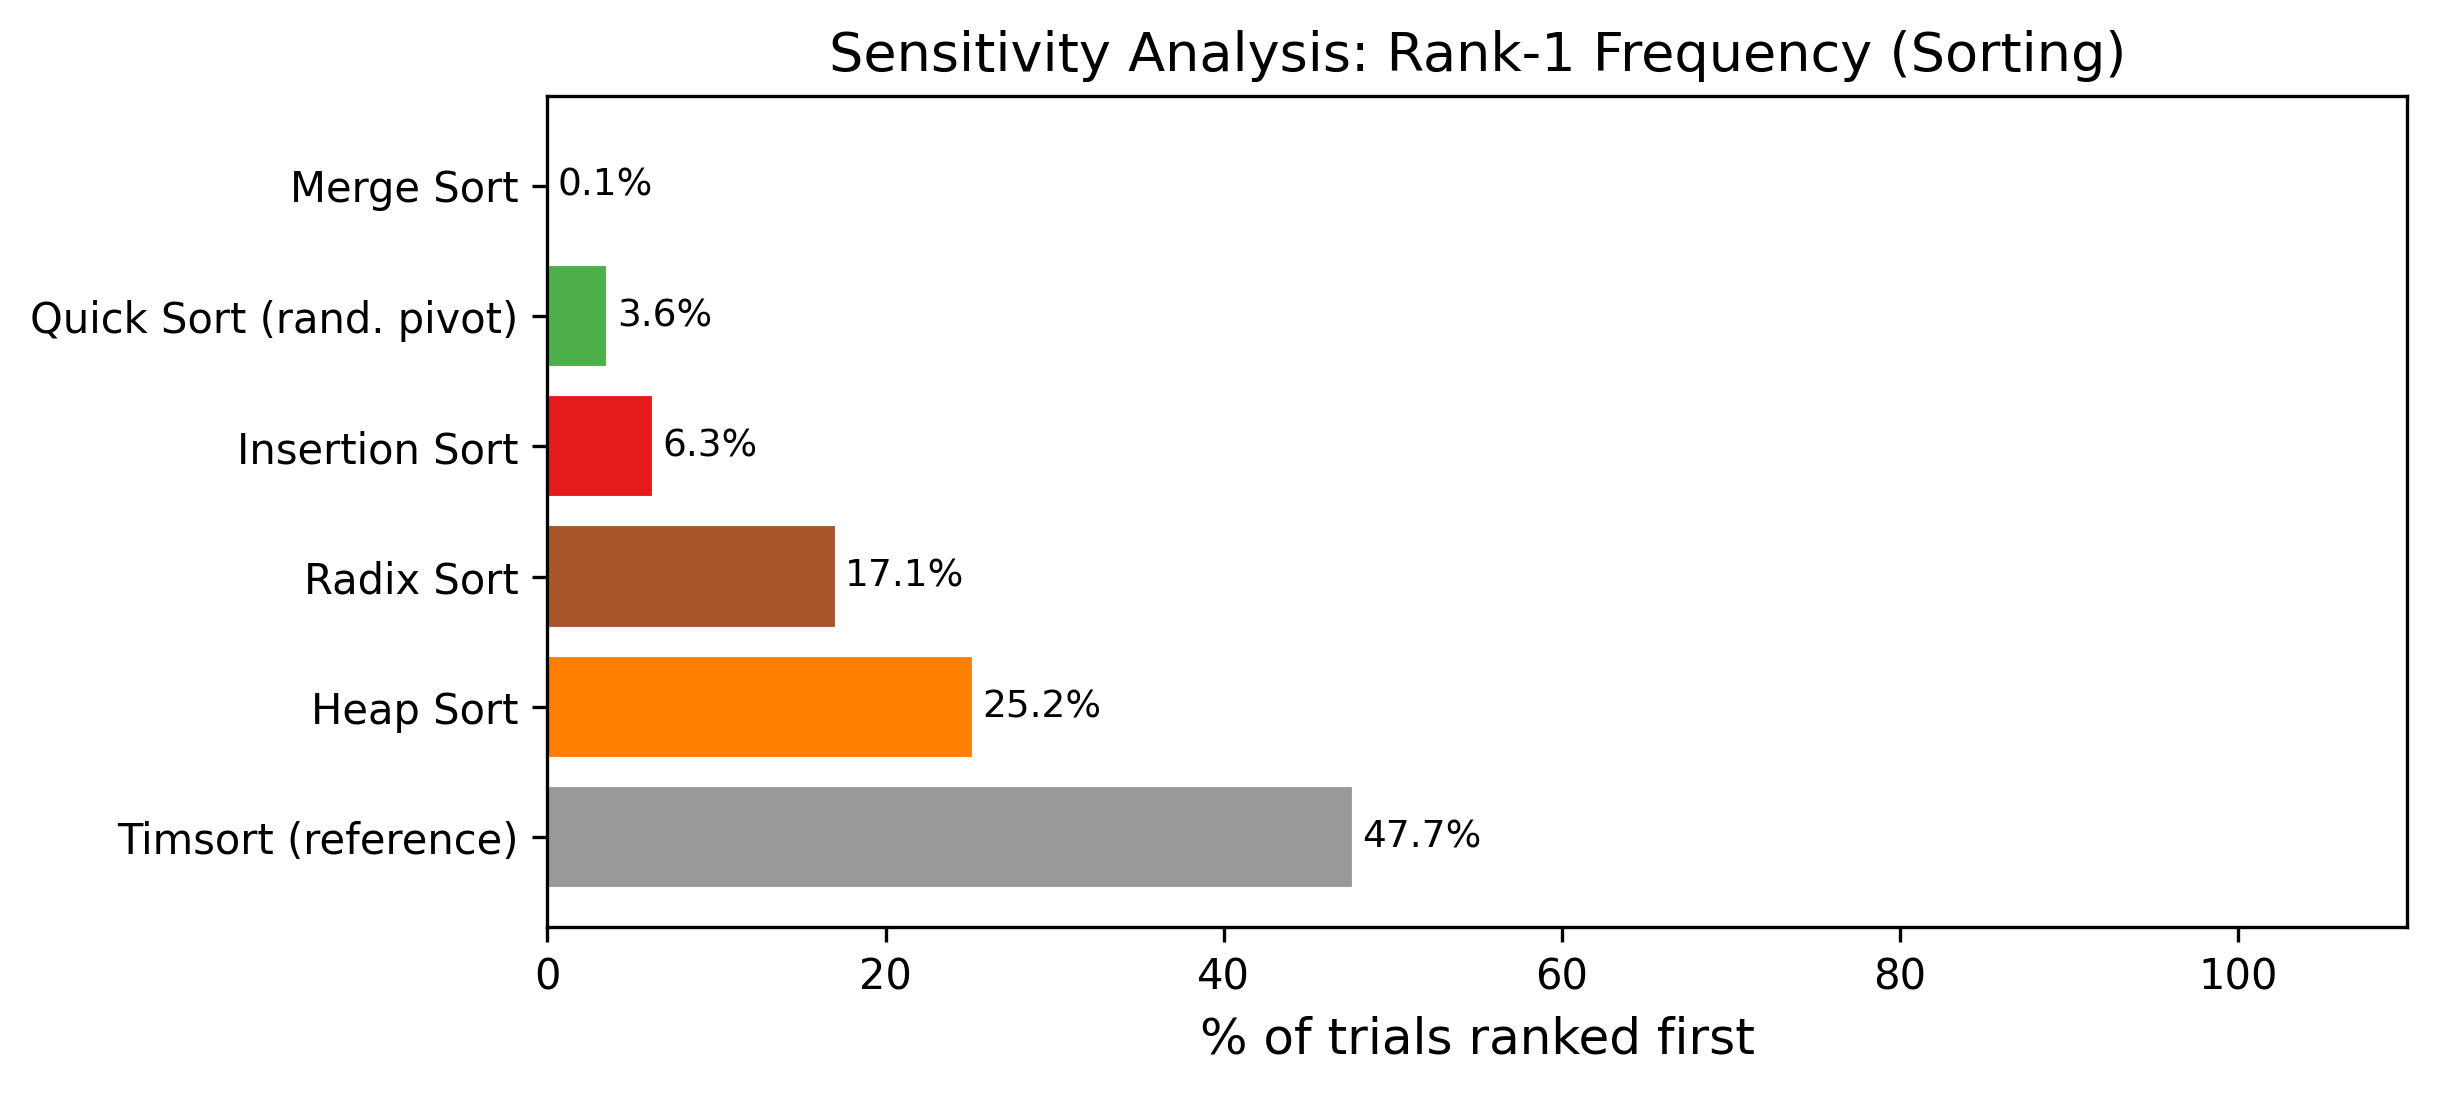 Sensitivity Analysis: Rank-1 Frequency (Sorting)
Merge Sort 0.1%
Quick Sort (rand. pivot) 3.6%
Insertion Sort 6.3%
Radix Sort 17.1%
Heap Sort 25.2%
Timsort (reference) 47.7%
0 20 40 60 80 100
% of trials ranked first